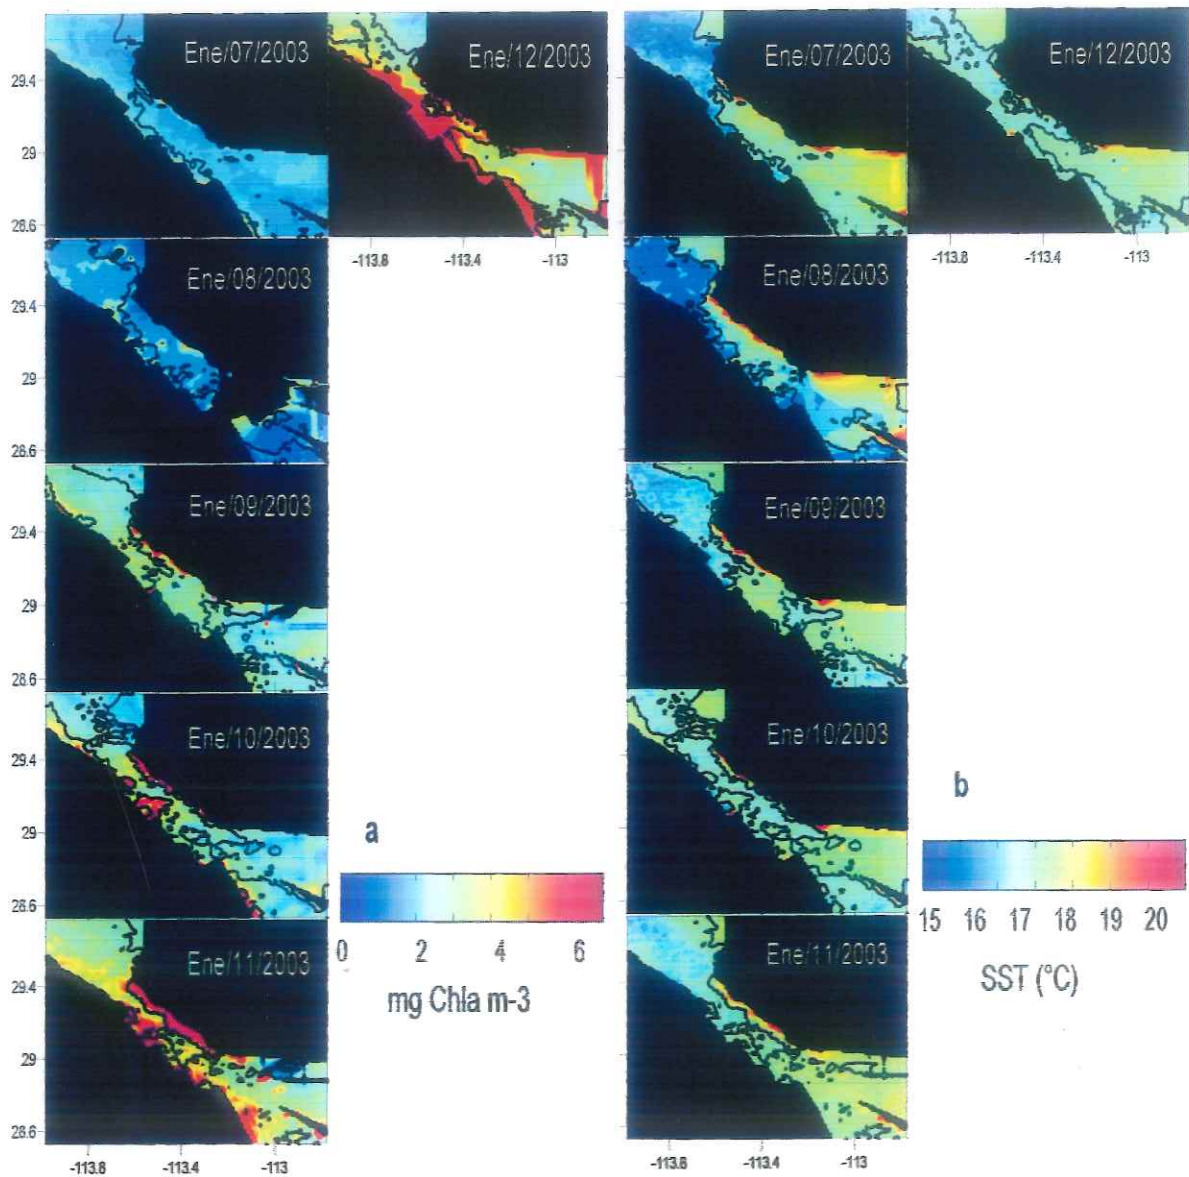 Ene/07/2003
Ene/12/2003
Ene/07/2003
Ene/12/2003
29.4
29
28.6
-113.8
-113.4
-113
-113.8
-113.4
-113
Ene/08/2003
Ene/08/2003
29.4
29
28.6
Ene/09/2003
Ene/09/2003
29.4
29
28.6
Ene/10/2003
Ene/10/2003
29.4
29
28.6
a
b
0 2 4 6
mg Chla m-3
15 16 17 18 19 20
SST (°C)
Ene/11/2003
Ene/11/2003
29.4
29
28.6
-113.8
-113.4
-113
-113.8
-113.4
-113